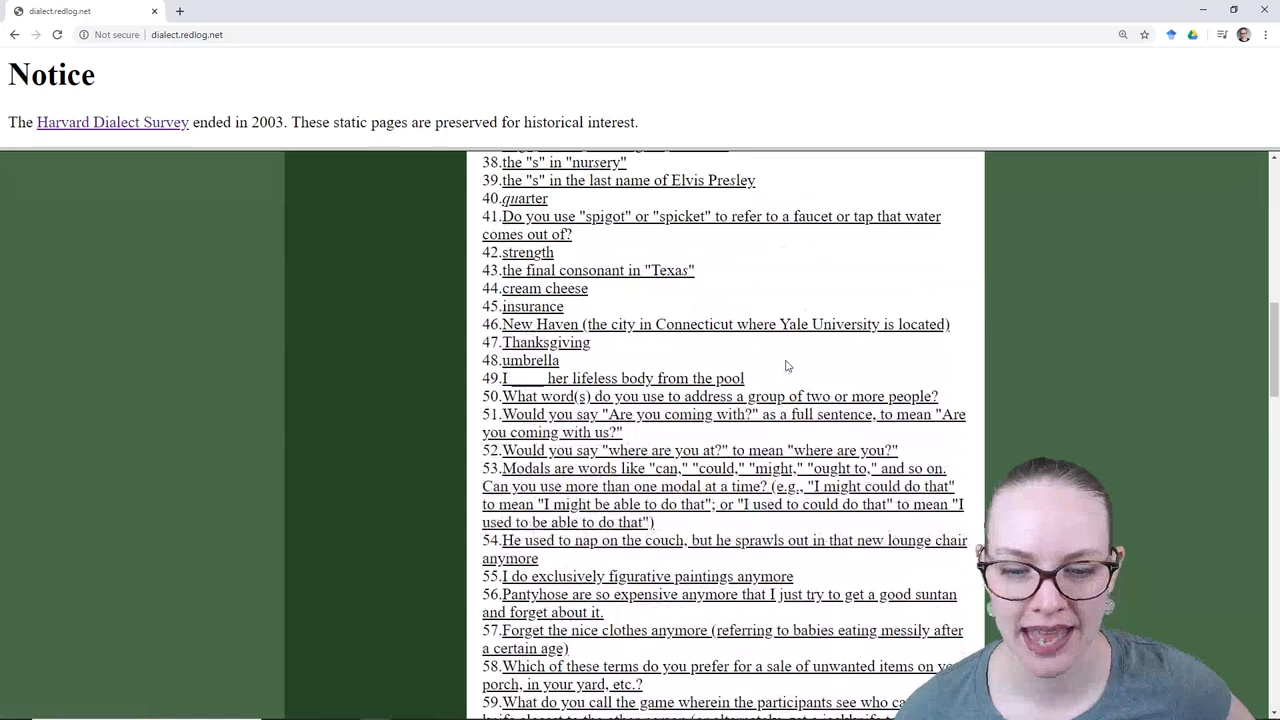 dialect.redlog.net
Not secure
dialect.redlog.net
Notice
The Harvard Dialect Survey ended in 2003. These static pages are preserved for historical interest.
38.the "s" in "nursery"
39.the "s" in the last name of Elvis Presley
40.quarter
41.Do you use "spigot" or "spicket" to refer to a faucet or tap that water
comes out of?
42.strength
43.the final consonant in "Texas"
44.cream cheese
45.insurance
46.New Haven (the city in Connecticut where Yale University is located)
47.Thanksgiving
48.umbrella
49.I ____ her lifeless body from the pool
50.What word(s) do you use to address a group of two or more people?
51.Would you say "Are you coming with?" as a full sentence, to mean "Are
you coming with us?"
52.Would you say "where are you at?" to mean "where are you?"
53.Modals are words like "can," "could," "might," "ought to," and so on.
Can you use more than one modal at a time? (e.g., "I might could do that"
to mean "I might be able to do that"; or "I used to could do that" to mean "I
used to be able to do that")
54.He used to nap on the couch, but he sprawls out in that new lounge chair
anymore
55.I do exclusively figurative paintings anymore
56.Pantyhose are so expensive anymore that I just try to get a good suntan
and forget about it.
57.Forget the nice clothes anymore (referring to babies eating messily after
a certain age)
58.Which of these terms do you prefer for a sale of unwanted items on
porch, in your yard, etc.?
59.What do you call the game wherein the participants see who